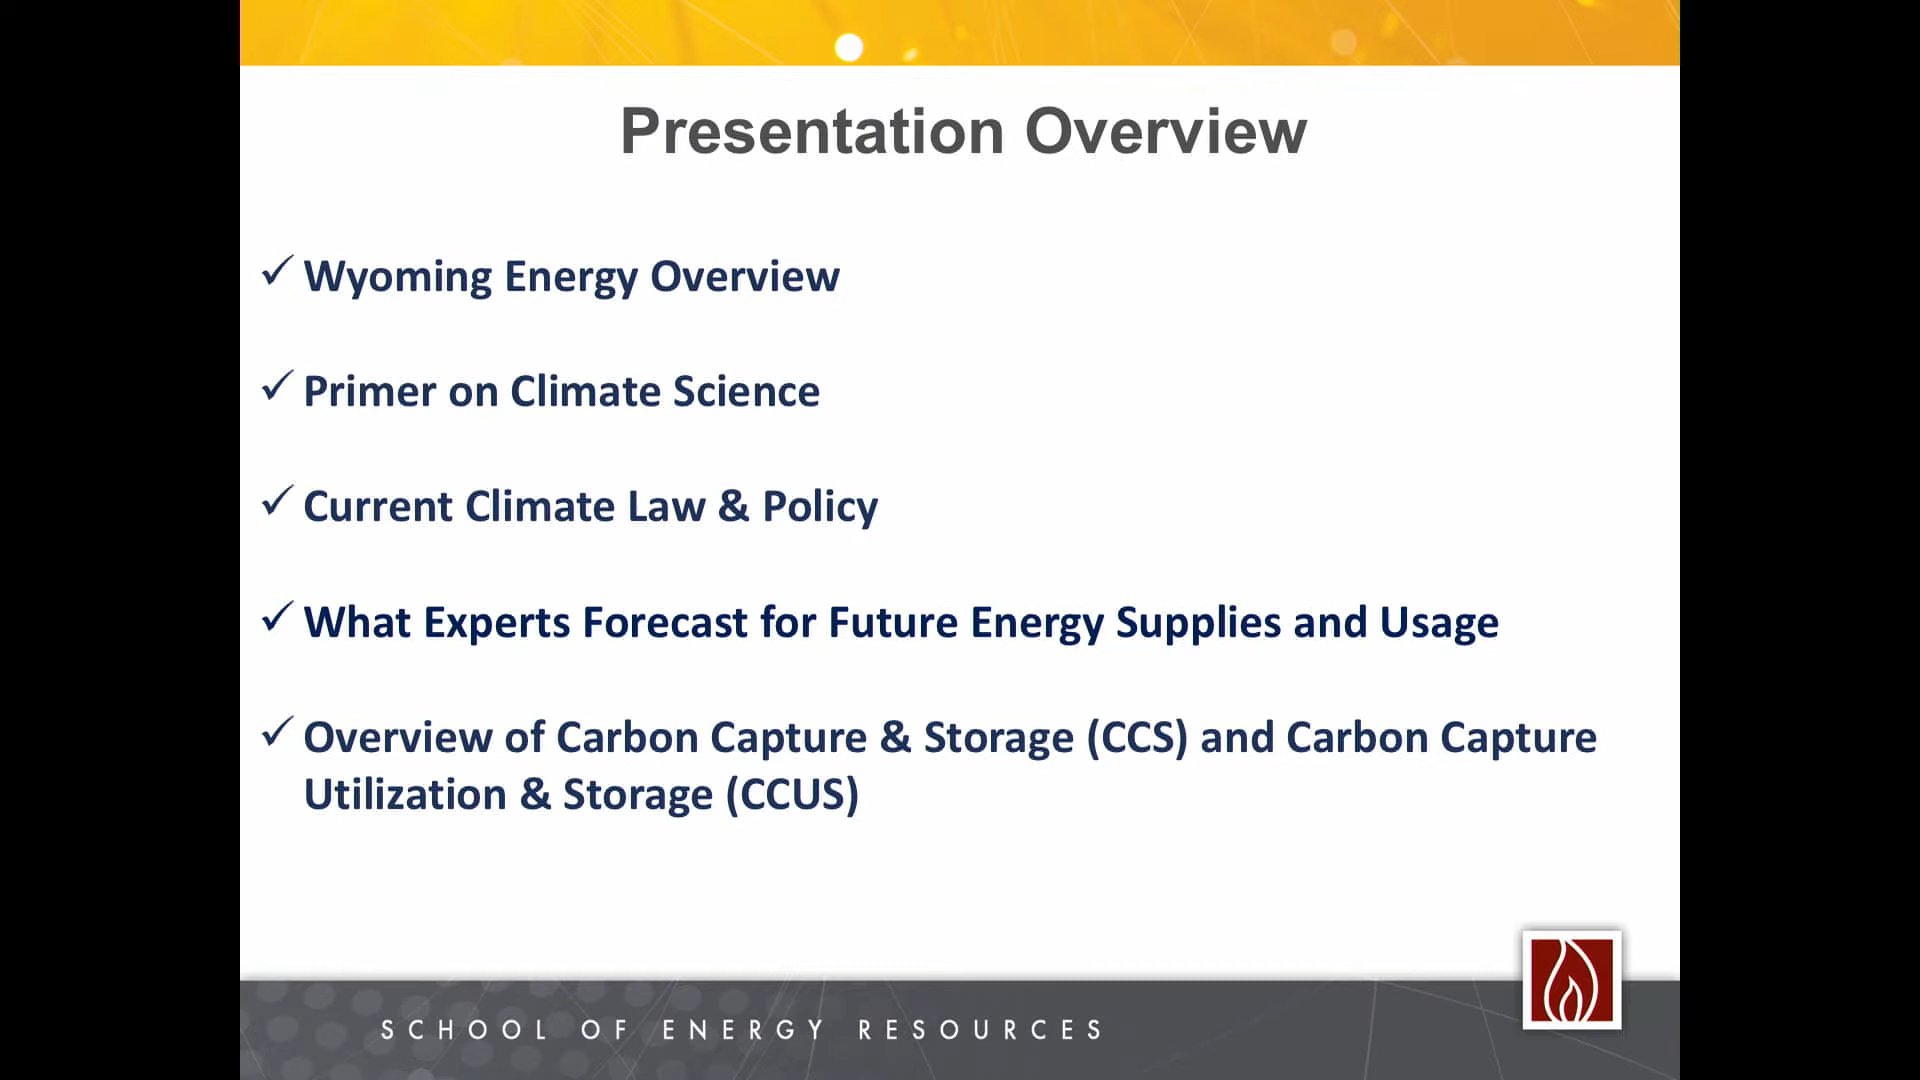 Presentation Overview
✓ Wyoming Energy Overview
✓ Primer on Climate Science
✓ Current Climate Law & Policy
✓ What Experts Forecast for Future Energy Supplies and Usage
✓ Overview of Carbon Capture & Storage (CCS) and Carbon Capture
Utilization & Storage (CCUS)
SCHOOL OF ENERGY RESOURCES